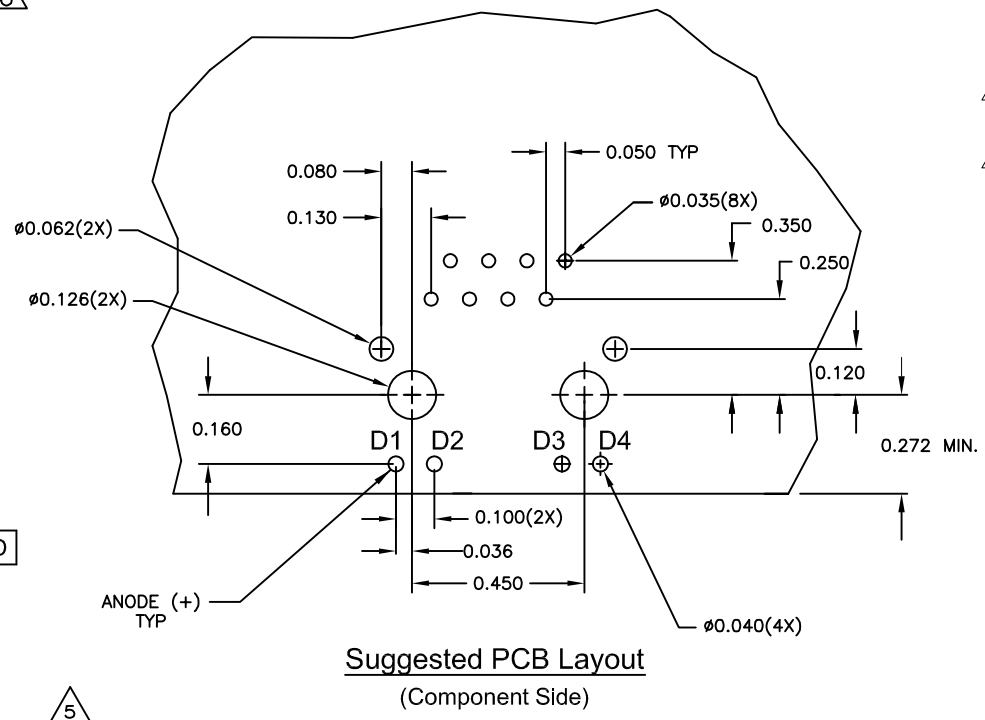 0.050 TYP
0.080
ø0.035(8X)
0.130
0.350
ø0.062(2X)
0.250
ø0.126(2X)
0.120
0.160
D1 D2 D3 D4
0.272 MIN.
0.100(2X)
0.036
0.450
ANODE (+)
TYP
ø0.040(4X)
Suggested PCB Layout
(Component Side)
5